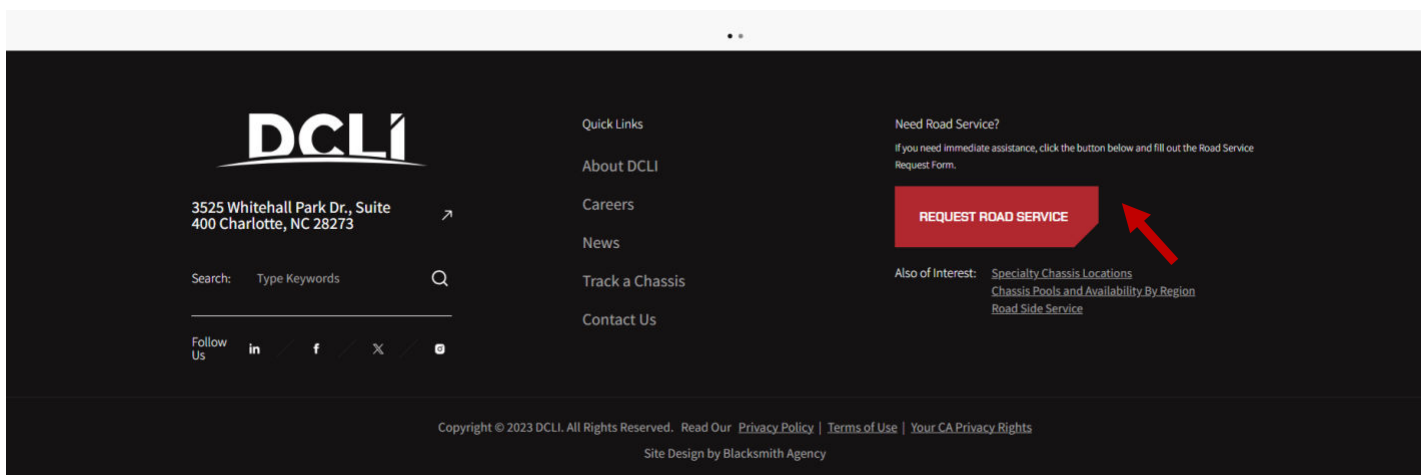 DCLI
3525 Whitehall Park Dr., Suite
400 Charlotte, NC 28273
Search: Type Keywords
Follow
Us
in
f
X
Quick Links
About DCLI
Careers
News
Track a Chassis
Contact Us
Need Road Service?
If you need immediate assistance, click the button below and fill out the Road Service
Request Form.
REQUEST ROAD SERVICE
Also of Interest: Specialty Chassis Locations
Chassis Pools and Availability By Region
Road Side Service
Copyright © 2023 DCLI. All Rights Reserved. Read Our Privacy Policy | Terms of Use | Your CA Privacy Rights
Site Design by Blacksmith Agency